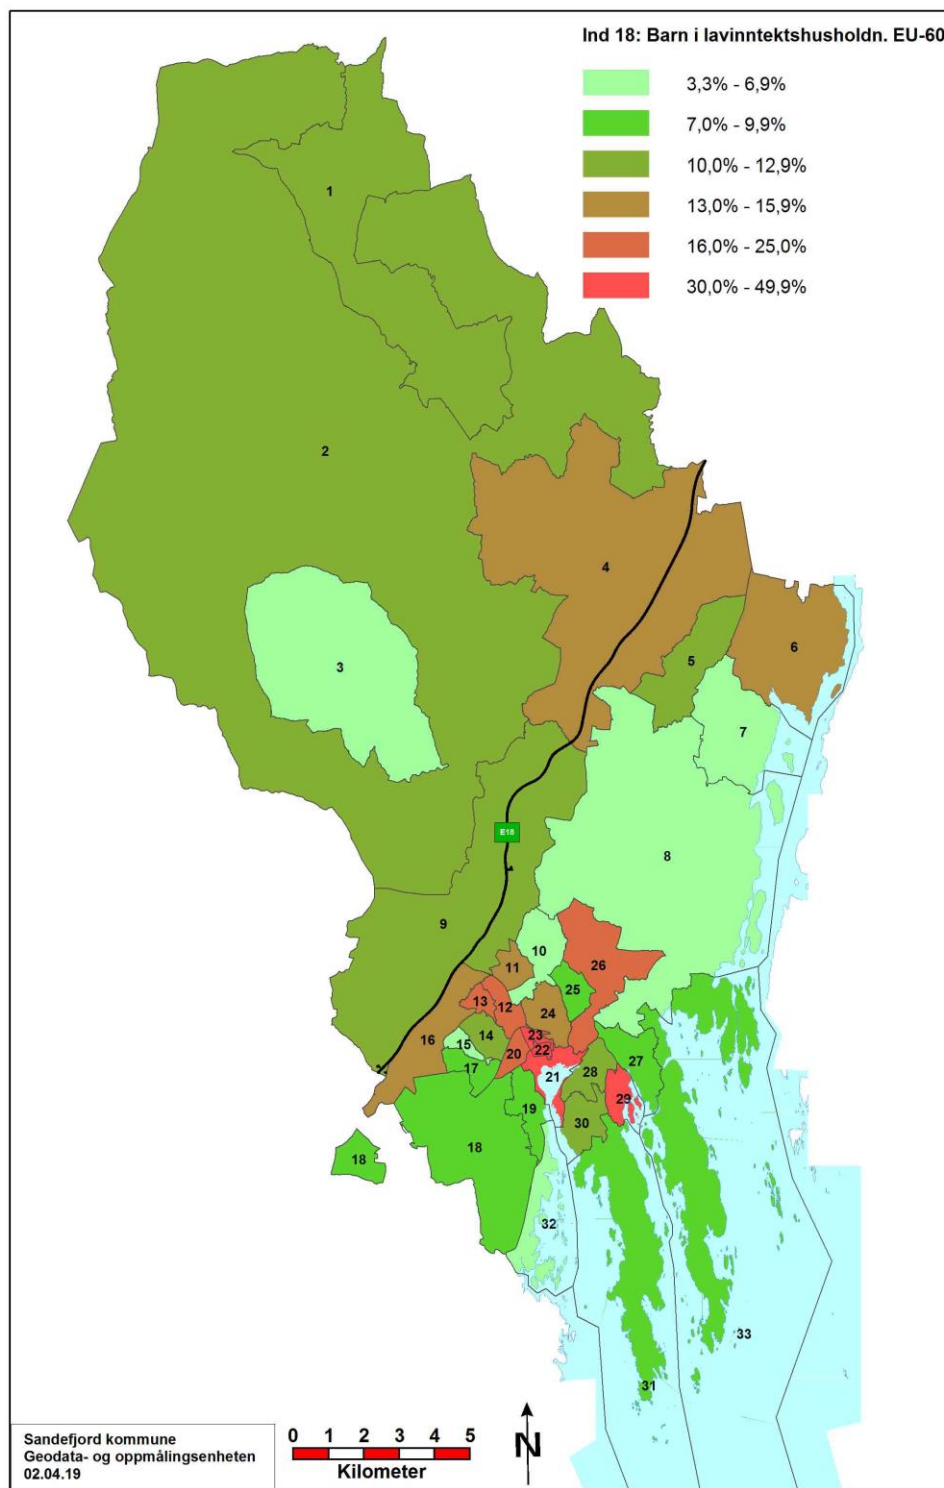 Ind 18: Barn i lavinntektshusholdn. EU-60
3,3% - 6,9%
7,0% - 9,9%
10,0% - 12,9%
13,0% - 15,9%
16,0% - 25,0%
30,0% - 49,9%
1
2
4
3
5
6
7
E18
8
9
10
11
26
25
13
12
24
16
14
15
23
22
20
17
27
28
21
29
19
30
18
18
32
33
31
Sandefjord kommune
Geodata- og oppmålingsenheten
02.04.19
0 1 2 3 4 5
Kilometer
N